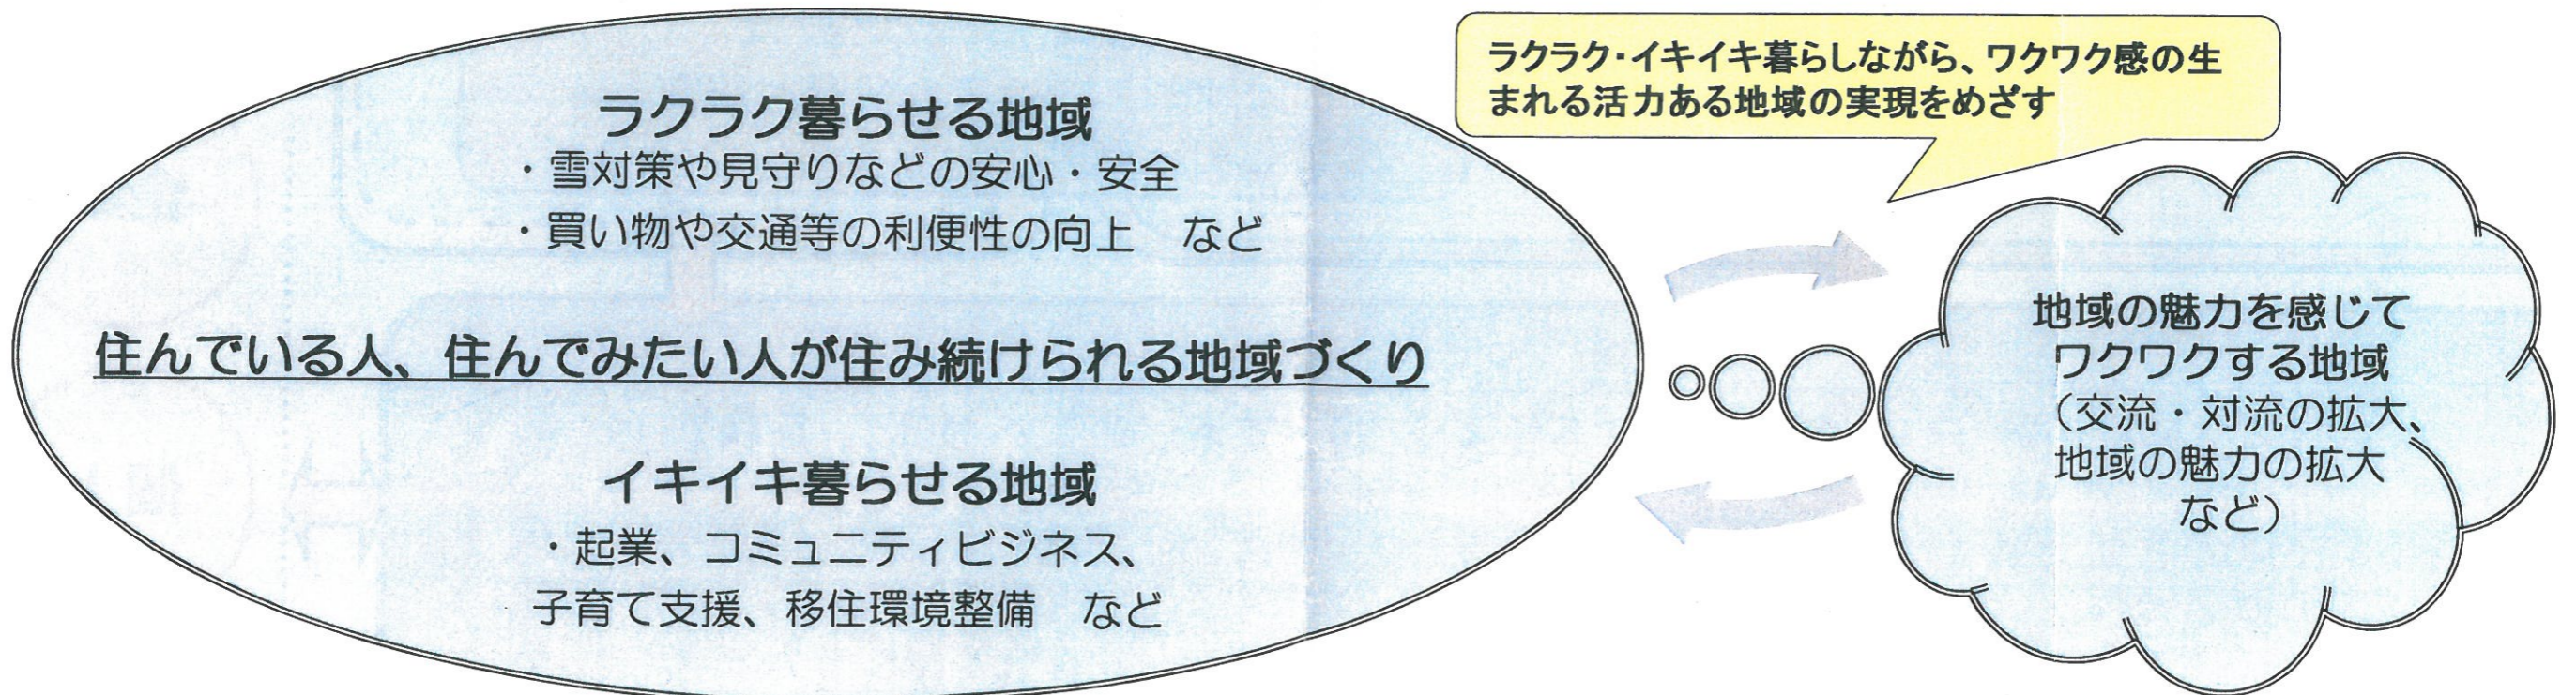 ラクラク暮らせる地域
・雪対策や見守りなどの安心・安全
・買い物や交通等の利便性の向上　など
住んでいる人、住んでみたい人が住み続けられる地域づくり
イキイキ暮らせる地域
・起業、コミュニティビジネス、
子育て支援、移住環境整備　など
ラクラク・イキイキ暮らしながら、ワクワク感の生
まれる活力ある地域の実現をめざす
地域の魅力を感じて
ワクワクする地域
（交流・対流の拡大、
地域の魅力の拡大
など）